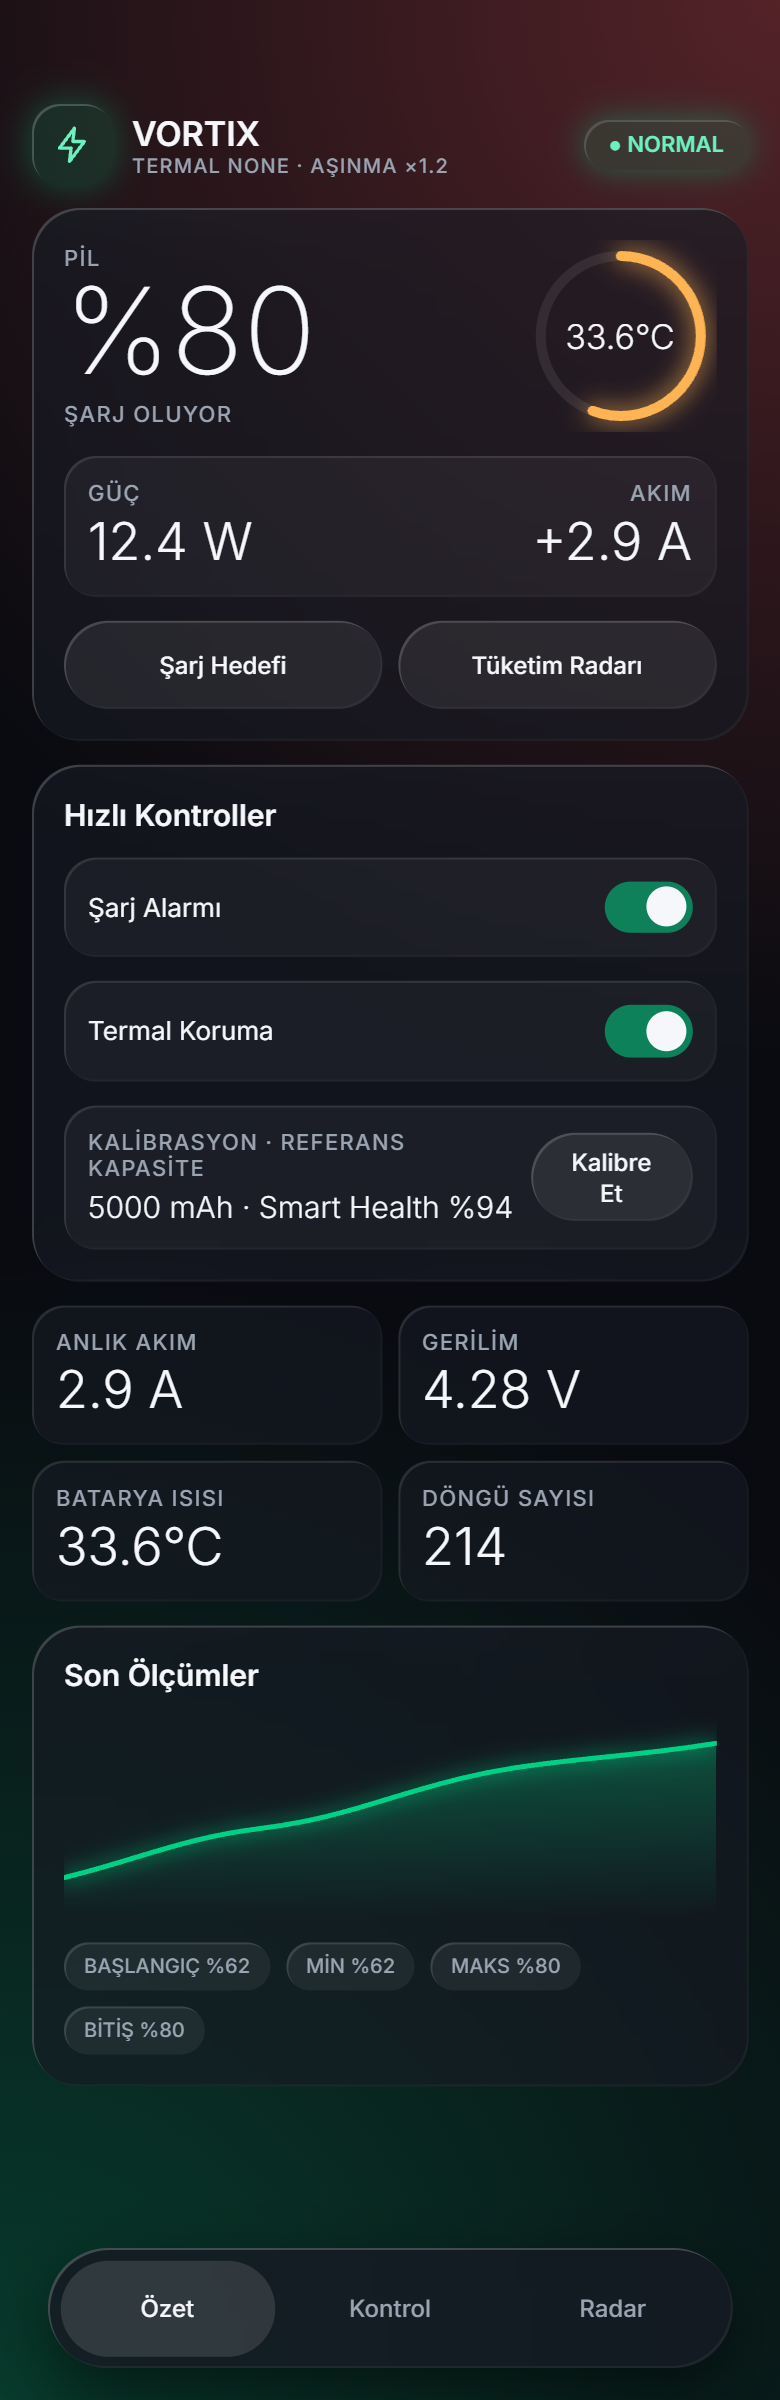 VORTIX
TERMAL NONE · AŞINMA ×1.2
● NORMAL
PİL
%80
ŞARJ OLUYOR
33.6°C
GÜÇ
12.4 W
AKIM
+2.9 A
Şarj Hedefi
Tüketim Radarı
Hızlı Kontroller
Şarj Alarmı
Termal Koruma
KALİBRASYON · REFERANS
KAPASİTE
5000 mAh · Smart Health %94
Kalibre
Et
ANLIK AKIM
2.9 A
GERİLİM
4.28 V
BATARYA ISISI
33.6°C
DÖNGÜ SAYISI
214
Son Ölçümler
BAŞLANGIÇ %62
MİN %62
MAKS %80
BİTİŞ %80
Özet
Kontrol
Radar